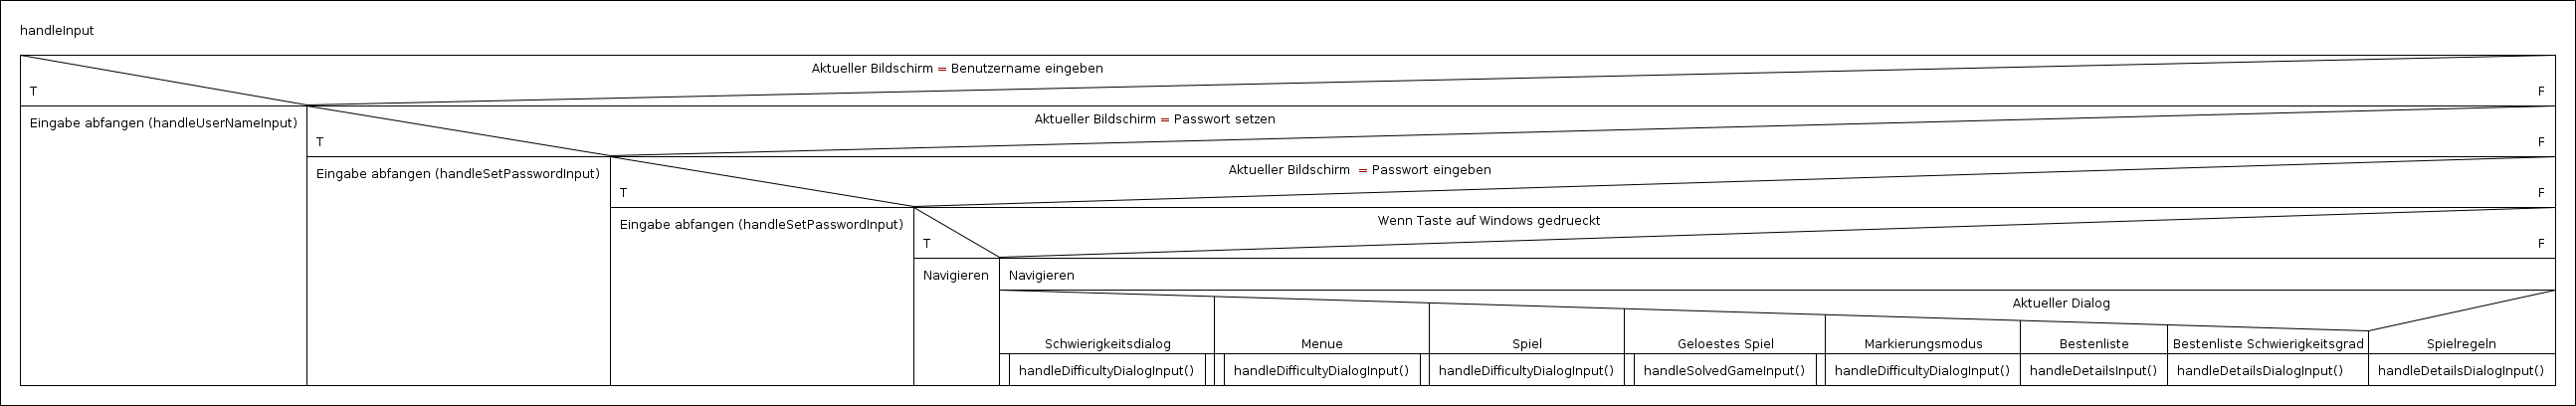 handleInput
Aktueller Bildschirm = Benutzername eingeben
T
F
Eingabe abfangen (handleUserNameInput)
Aktueller Bildschirm = Passwort setzen
T
F
Eingabe abfangen (handleSetPasswordInput)
Aktueller Bildschirm = Passwort eingeben
T
F
Eingabe abfangen (handleSetPasswordInput)
Wenn Taste auf Windows gedrueckt
T
F
Navigieren
Navigieren
Aktueller Dialog
Schwierigkeitsdialog
Menue
Spiel
Geloestes Spiel
Markierungsmodus
Bestenliste
Bestenliste Schwierigkeitsgrad
Spielregeln
handleDifficultyDialogInput()
handleDifficultyDialogInput()
handleDifficultyDialogInput()
handleSolvedGameInput()
handleDifficultyDialogInput()
handleDetailsInput()
handleDetailsDialogInput()
handleDetailsDialogInput()